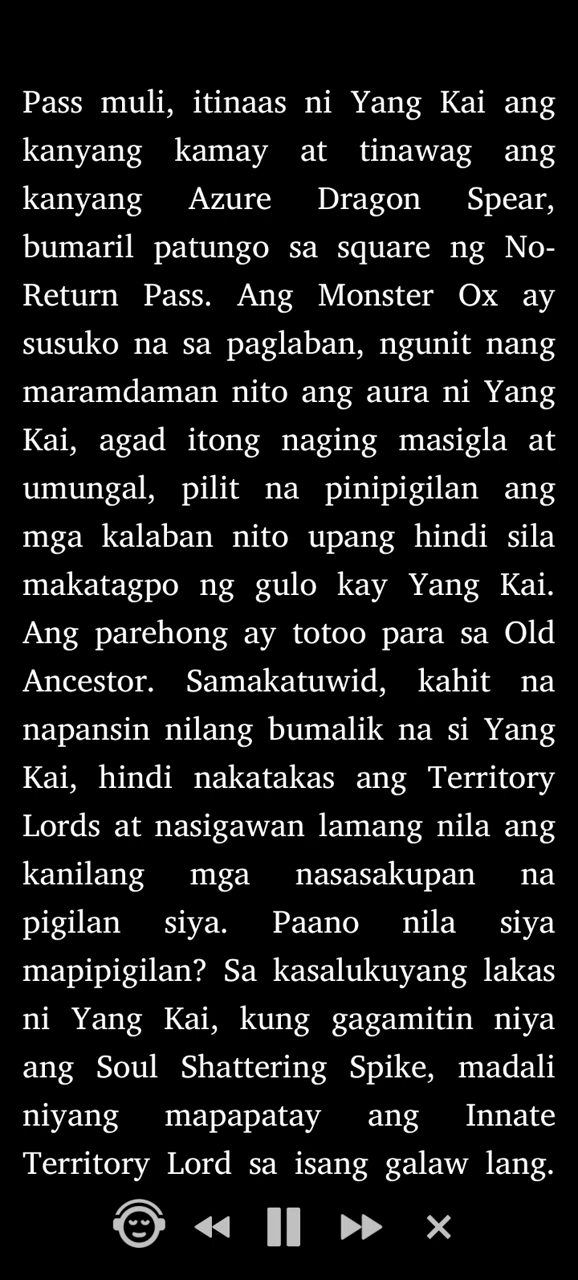 Pass muli, itinaas ni Yang Kai ang
kanyang kamay at tinawag ang
kanyang Azure Dragon Spear,
bumaril patungo sa square ng No-
Return Pass. Ang Monster Ox ay
susuko na sa paglaban, ngunit nang
maramdaman nito ang aura ni Yang
Kai, agad itong naging masigla at
umungal, pilit na pinipigilan ang
mga kalaban nito upang hindi sila
makatagpo ng gulo kay Yang Kai.
Ang parehong ay totoo para sa Old
Ancestor. Samakatuwid, kahit na
napansin nilang bumalik na si Yang
Kai, hindi nakatakas ang Territory
Lords at nasigawan lamang nila ang
kanilang mga nasasakupan na
pigilan siya. Paano nila siya
mapipigilan? Sa kasalukuyang lakas
ni Yang Kai, kung gagamitin niya
ang Soul Shattering Spike, madali
niyang mapapatay ang Innate
Territory Lord sa isang galaw lang.